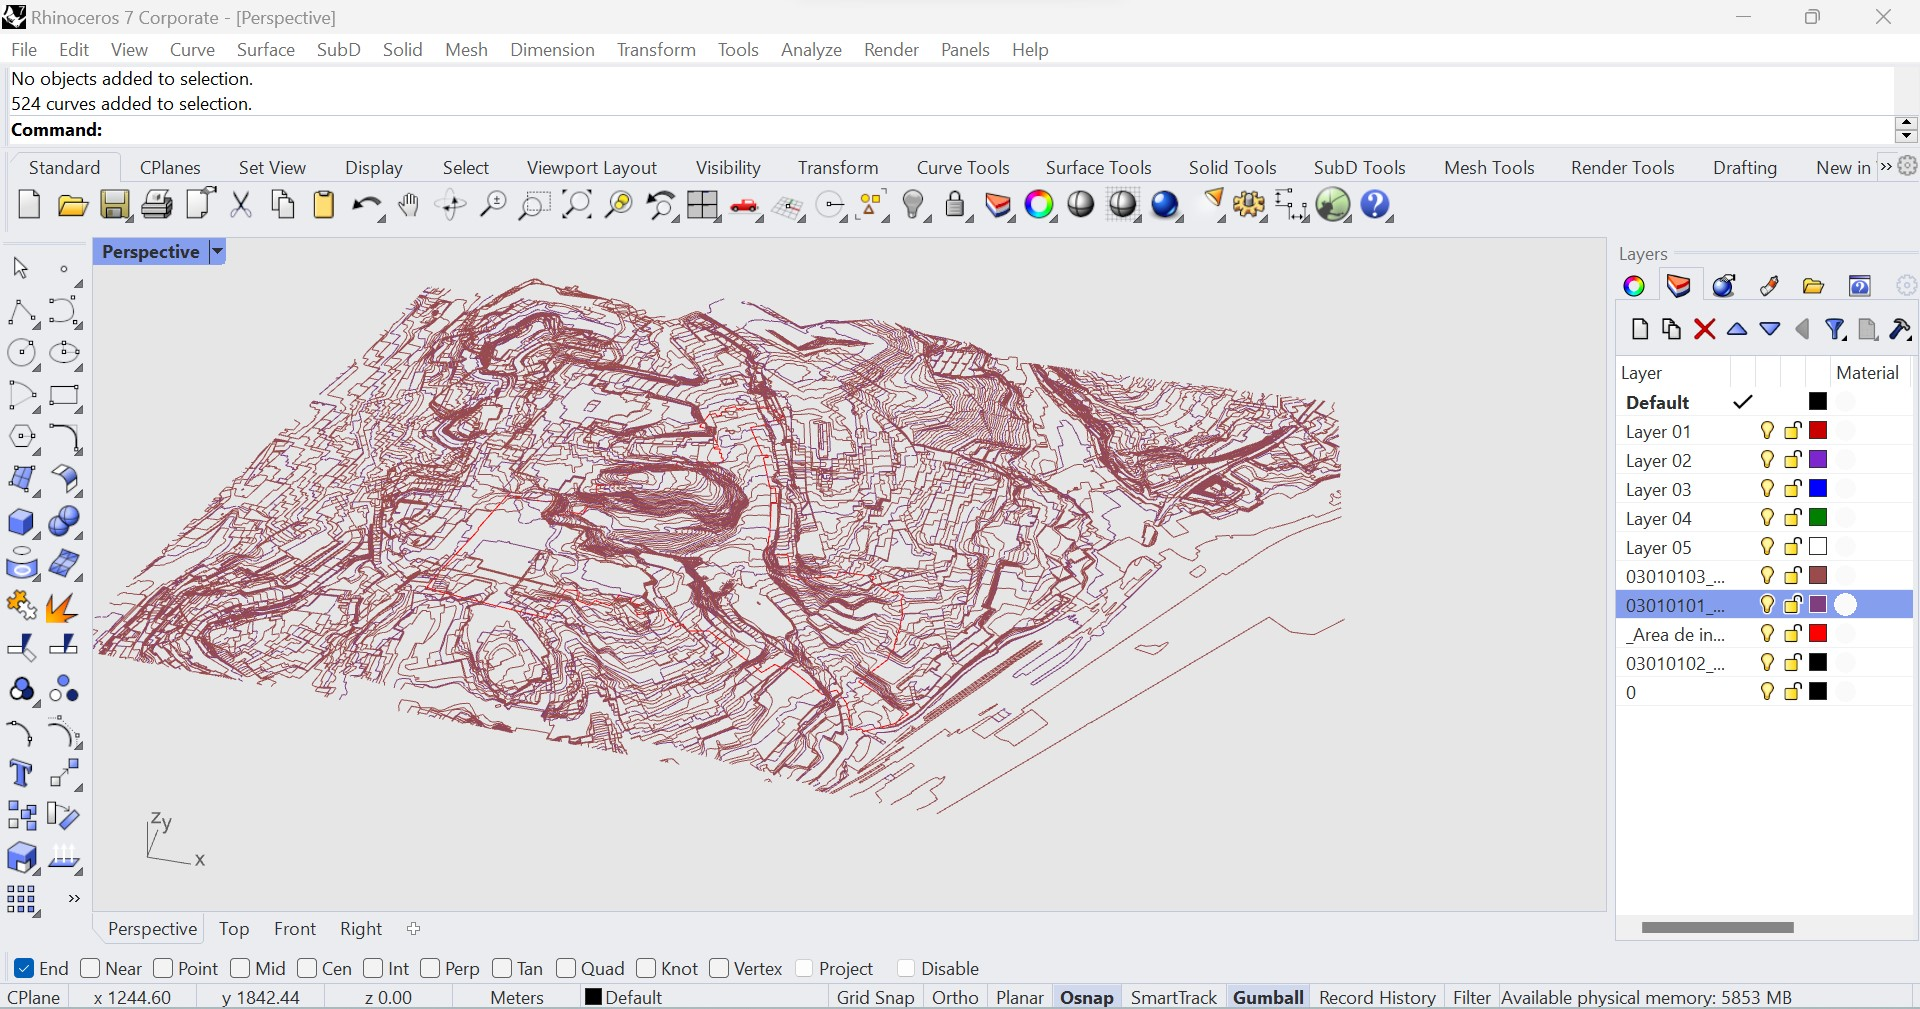 Rhinoceros 7 Corporate - [Perspective]
File Edit View Curve Surface SubD Solid Mesh Dimension Transform Tools Analyze Render Panels Help
No objects added to selection.
524 curves added to selection.
Command:
Standard CPlanes Set View Display Select Viewport Layout Visibility Transform Curve Tools Surface Tools Solid Tools SubD Tools Mesh Tools Render Tools Drafting New in
Perspective
Layers
Layer Material
Default
Layer 01
Layer 02
Layer 03
Layer 04
Layer 05
03010103_...
03010101_...
_Area de in...
03010102_...
0
z y
x
Perspective Top Front Right
End Near Point Mid Cen Int Perp Tan Quad Knot Vertex Project Disable
CPlane x 1244.60 y 1842.44 z 0.00 Meters Default Grid Snap Ortho Planar Osnap SmartTrack Gumball Record History Filter Available physical memory: 5853 MB